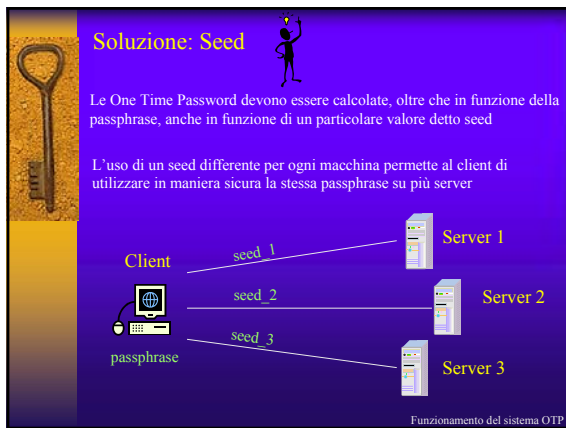 Soluzione: Seed
Le One Time Password devono essere calcolate, oltre che in funzione della
passphrase, anche in funzione di un particolare valore detto seed
L'uso di un seed differente per ogni macchina permette al client di
utilizzare in maniera sicura la stessa passphrase su più server
Client
seed_1
Server 1
seed_2
Server 2
seed_3
passphrase
Server 3
Funzionamento del sistema OTP